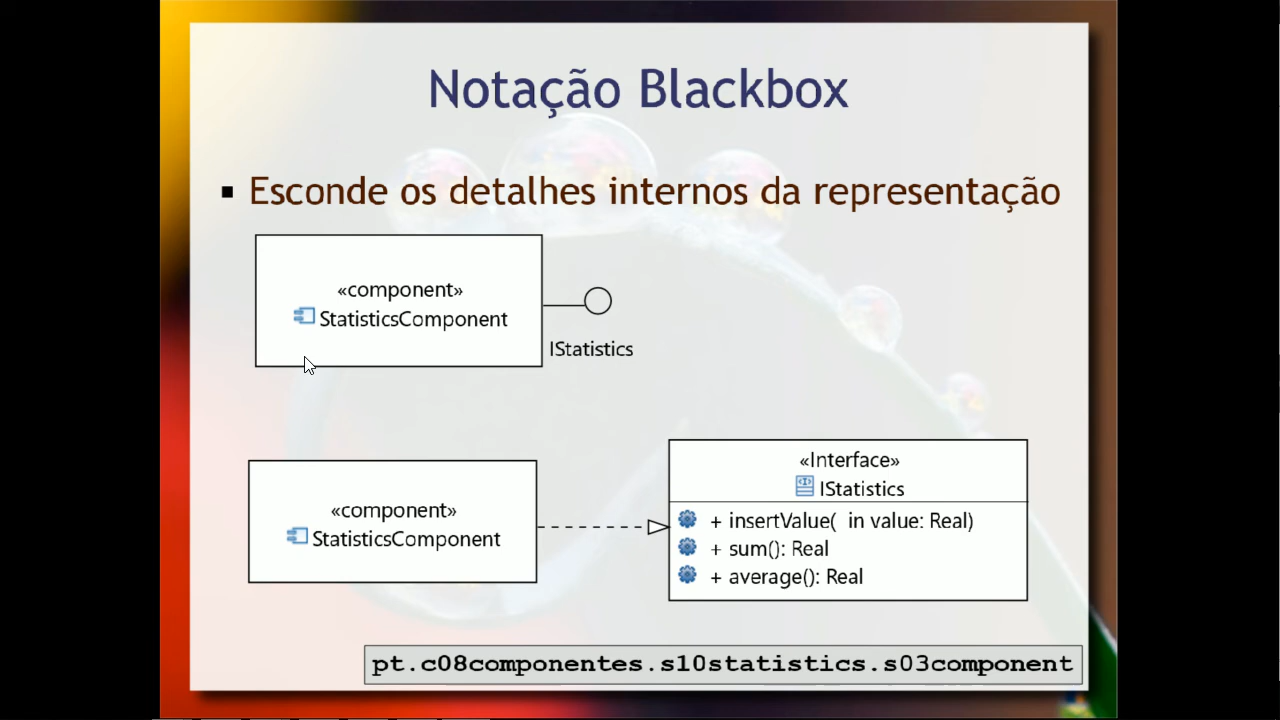 Notação Blackbox
Esconde os detalhes internos da representação
«component»
StatisticsComponent
IStatistics
«component»
StatisticsComponent
«Interface»
IStatistics
+ insertValue( in value: Real)
+ sum(): Real
+ average(): Real
pt.c08componentes.s10statistics.s03component